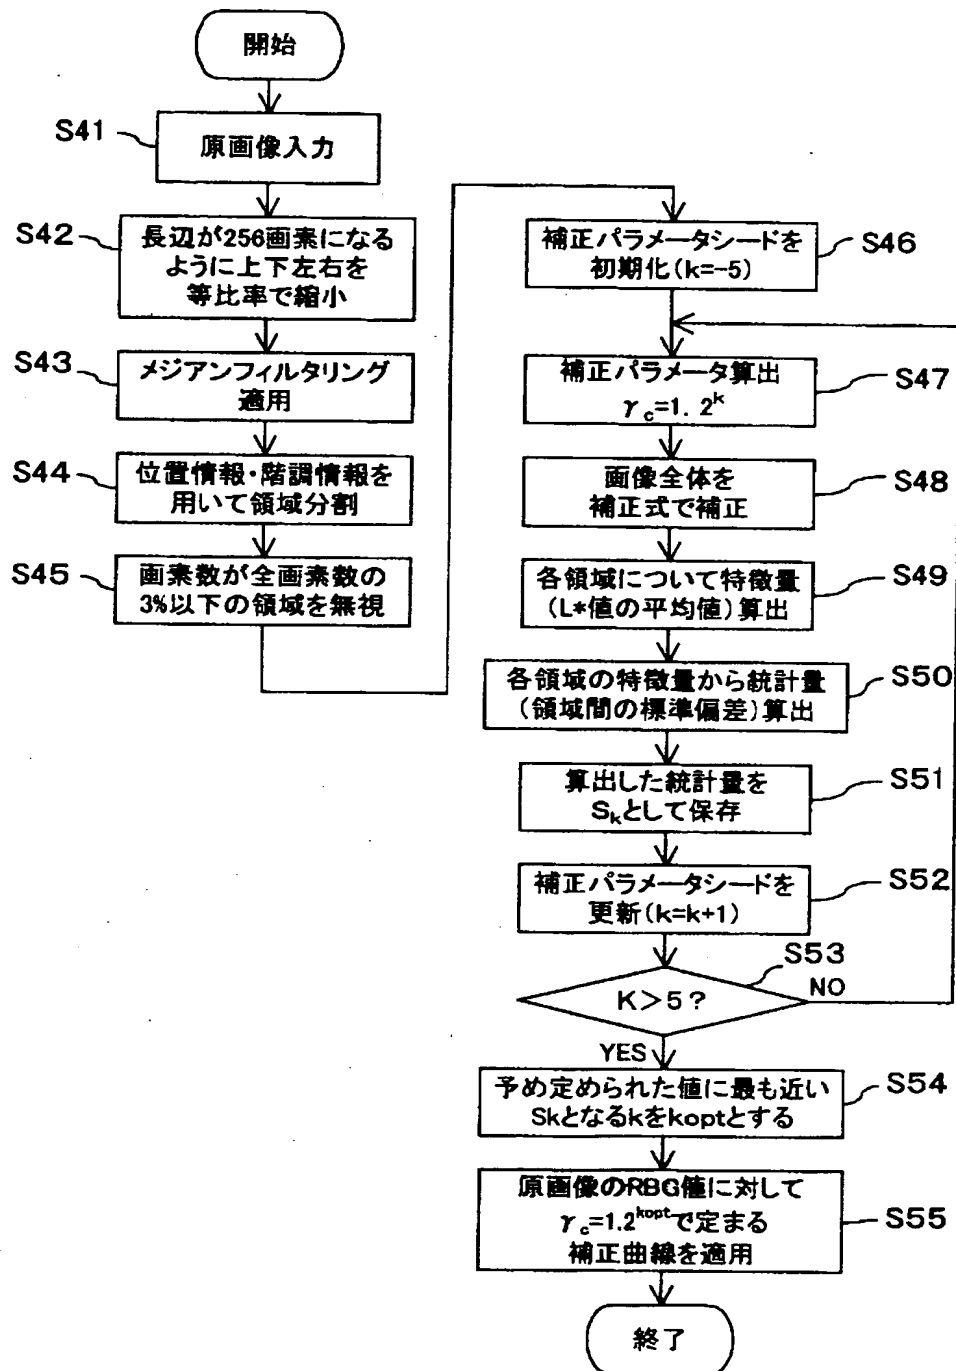 開始
S41
原画像入力
S42
長辺が256画素になる
ように上下左右を
等比率で縮小
S43
メジアンフィルタリング
適用
S44
位置情報・階調情報を
用いて領域分割
S45
画素数が全画素数の
3%以下の領域を無視
補正パラメータシードを
初期化(k=-5)
S46
補正パラメータ算出
γc=1.2^k
S47
画像全体を
補正式で補正
S48
各領域について特徴量
(L*値の平均値)算出
S49
各領域の特徴量から統計量
(領域間の標準偏差)算出
S50
算出した統計量を
Skとして保存
S51
補正パラメータシードを
更新(k=k+1)
S52
S53
K>5?
NO
YES
予め定められた値に最も近い
Skとなるkをkoptとする
S54
原画像のRBG値に対して
γc=1.2^koptで定まる
補正曲線を適用
S55
終了